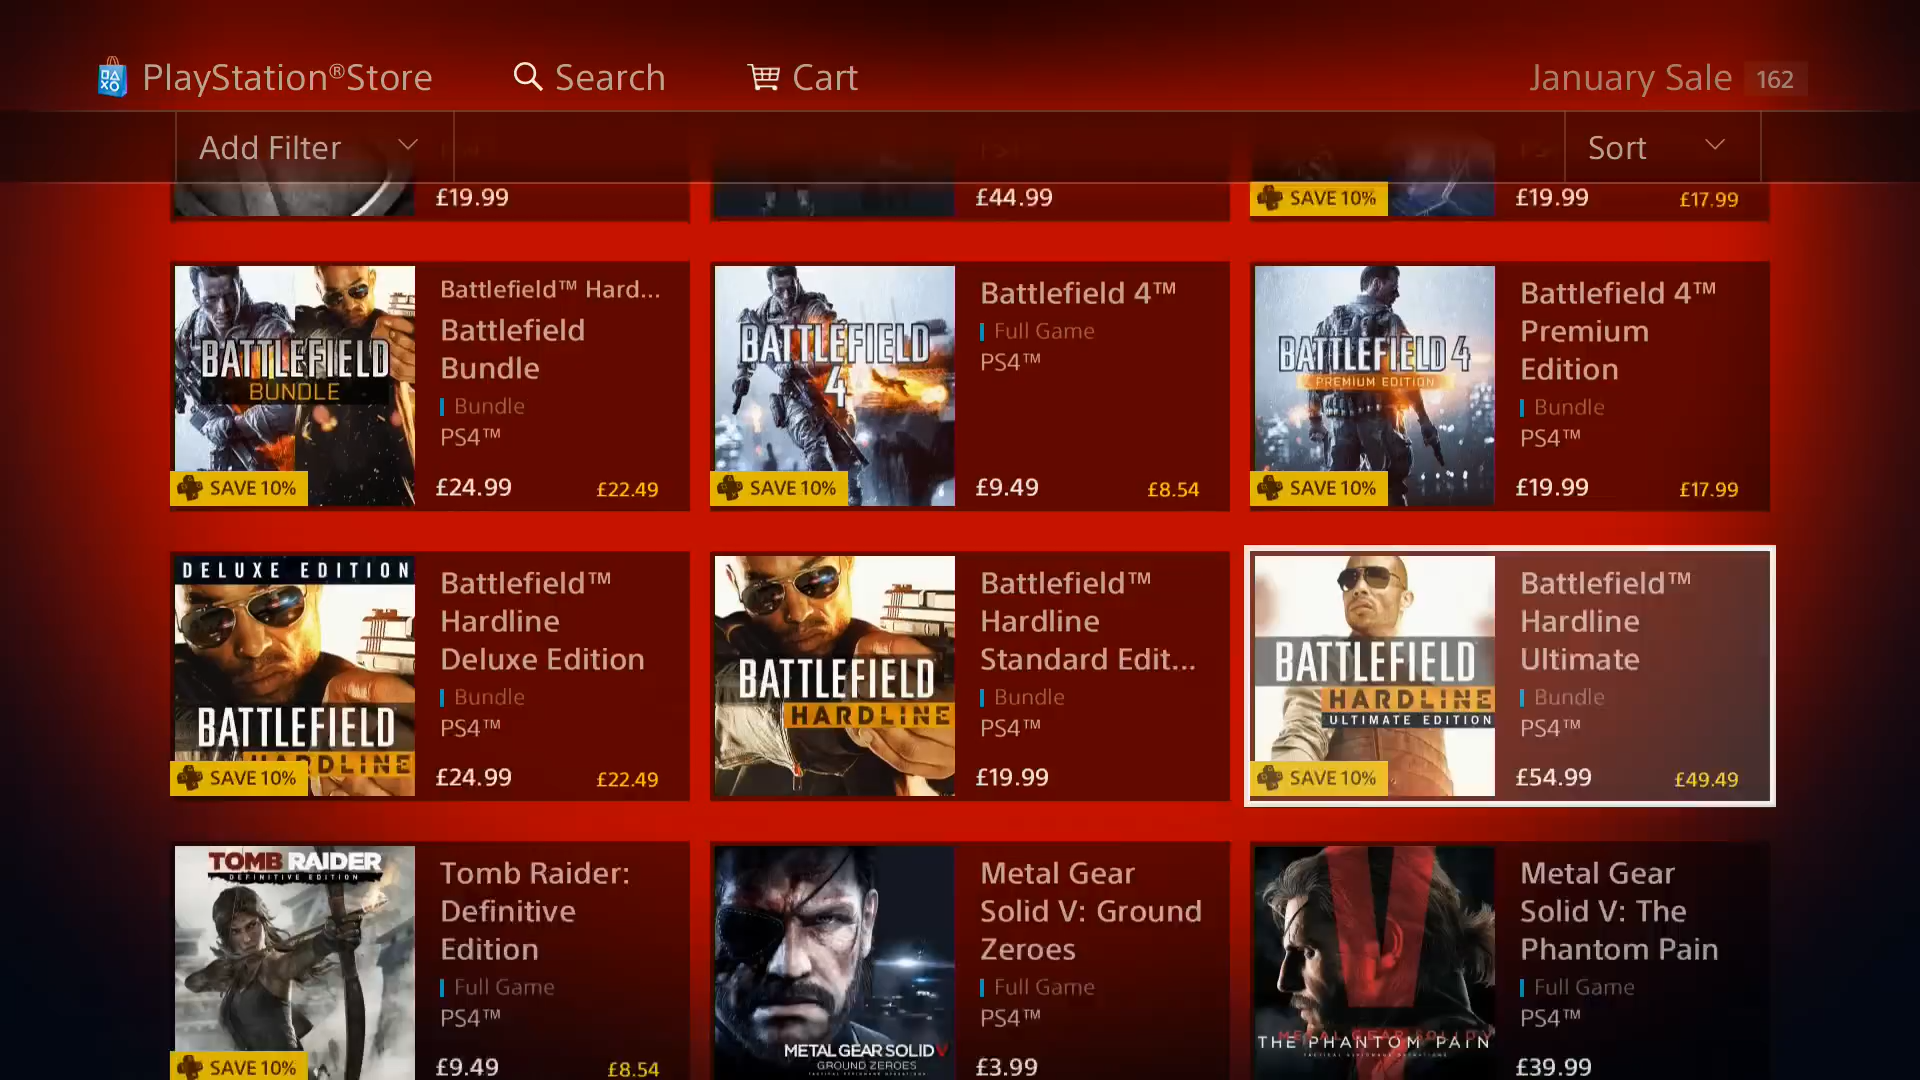 PlayStation®Store
Search
Cart
January Sale 162
Add Filter
Sort
£19.99
£44.99
SAVE 10%
£19.99
£17.99
BATTLEFIELD
BUNDLE
SAVE 10%
Battlefield™ Hard...
Battlefield
Bundle
Bundle
PS4™
£24.99
£22.49
BATTLEFIELD
4
SAVE 10%
Battlefield 4™
Full Game
PS4™
£9.49
£8.54
BATTLEFIELD 4
PREMIUM EDITION
SAVE 10%
Battlefield 4™
Premium
Edition
Bundle
PS4™
£19.99
£17.99
DELUXE EDITION
BATTLEFIELD
HARDLINE
SAVE 10%
Battlefield™
Hardline
Deluxe Edition
Bundle
PS4™
£24.99
£22.49
BATTLEFIELD
HARDLINE
Battlefield™
Hardline
Standard Edit...
Bundle
PS4™
£19.99
BATTLEFIELD
HARDLINE
ULTIMATE EDITION
SAVE 10%
Battlefield™
Hardline
Ultimate
Bundle
PS4™
£54.99
£49.49
TOMB RAIDER
DEFINITIVE EDITION
SAVE 10%
Tomb Raider:
Definitive
Edition
Full Game
PS4™
£9.49
£8.54
METAL GEAR SOLID V
GROUND ZEROES
Metal Gear
Solid V: Ground
Zeroes
Full Game
PS4™
£3.99
V
METAL GEAR SOLID V
THE PHANTOM PAIN
Metal Gear
Solid V: The
Phantom Pain
Full Game
PS4™
£39.99